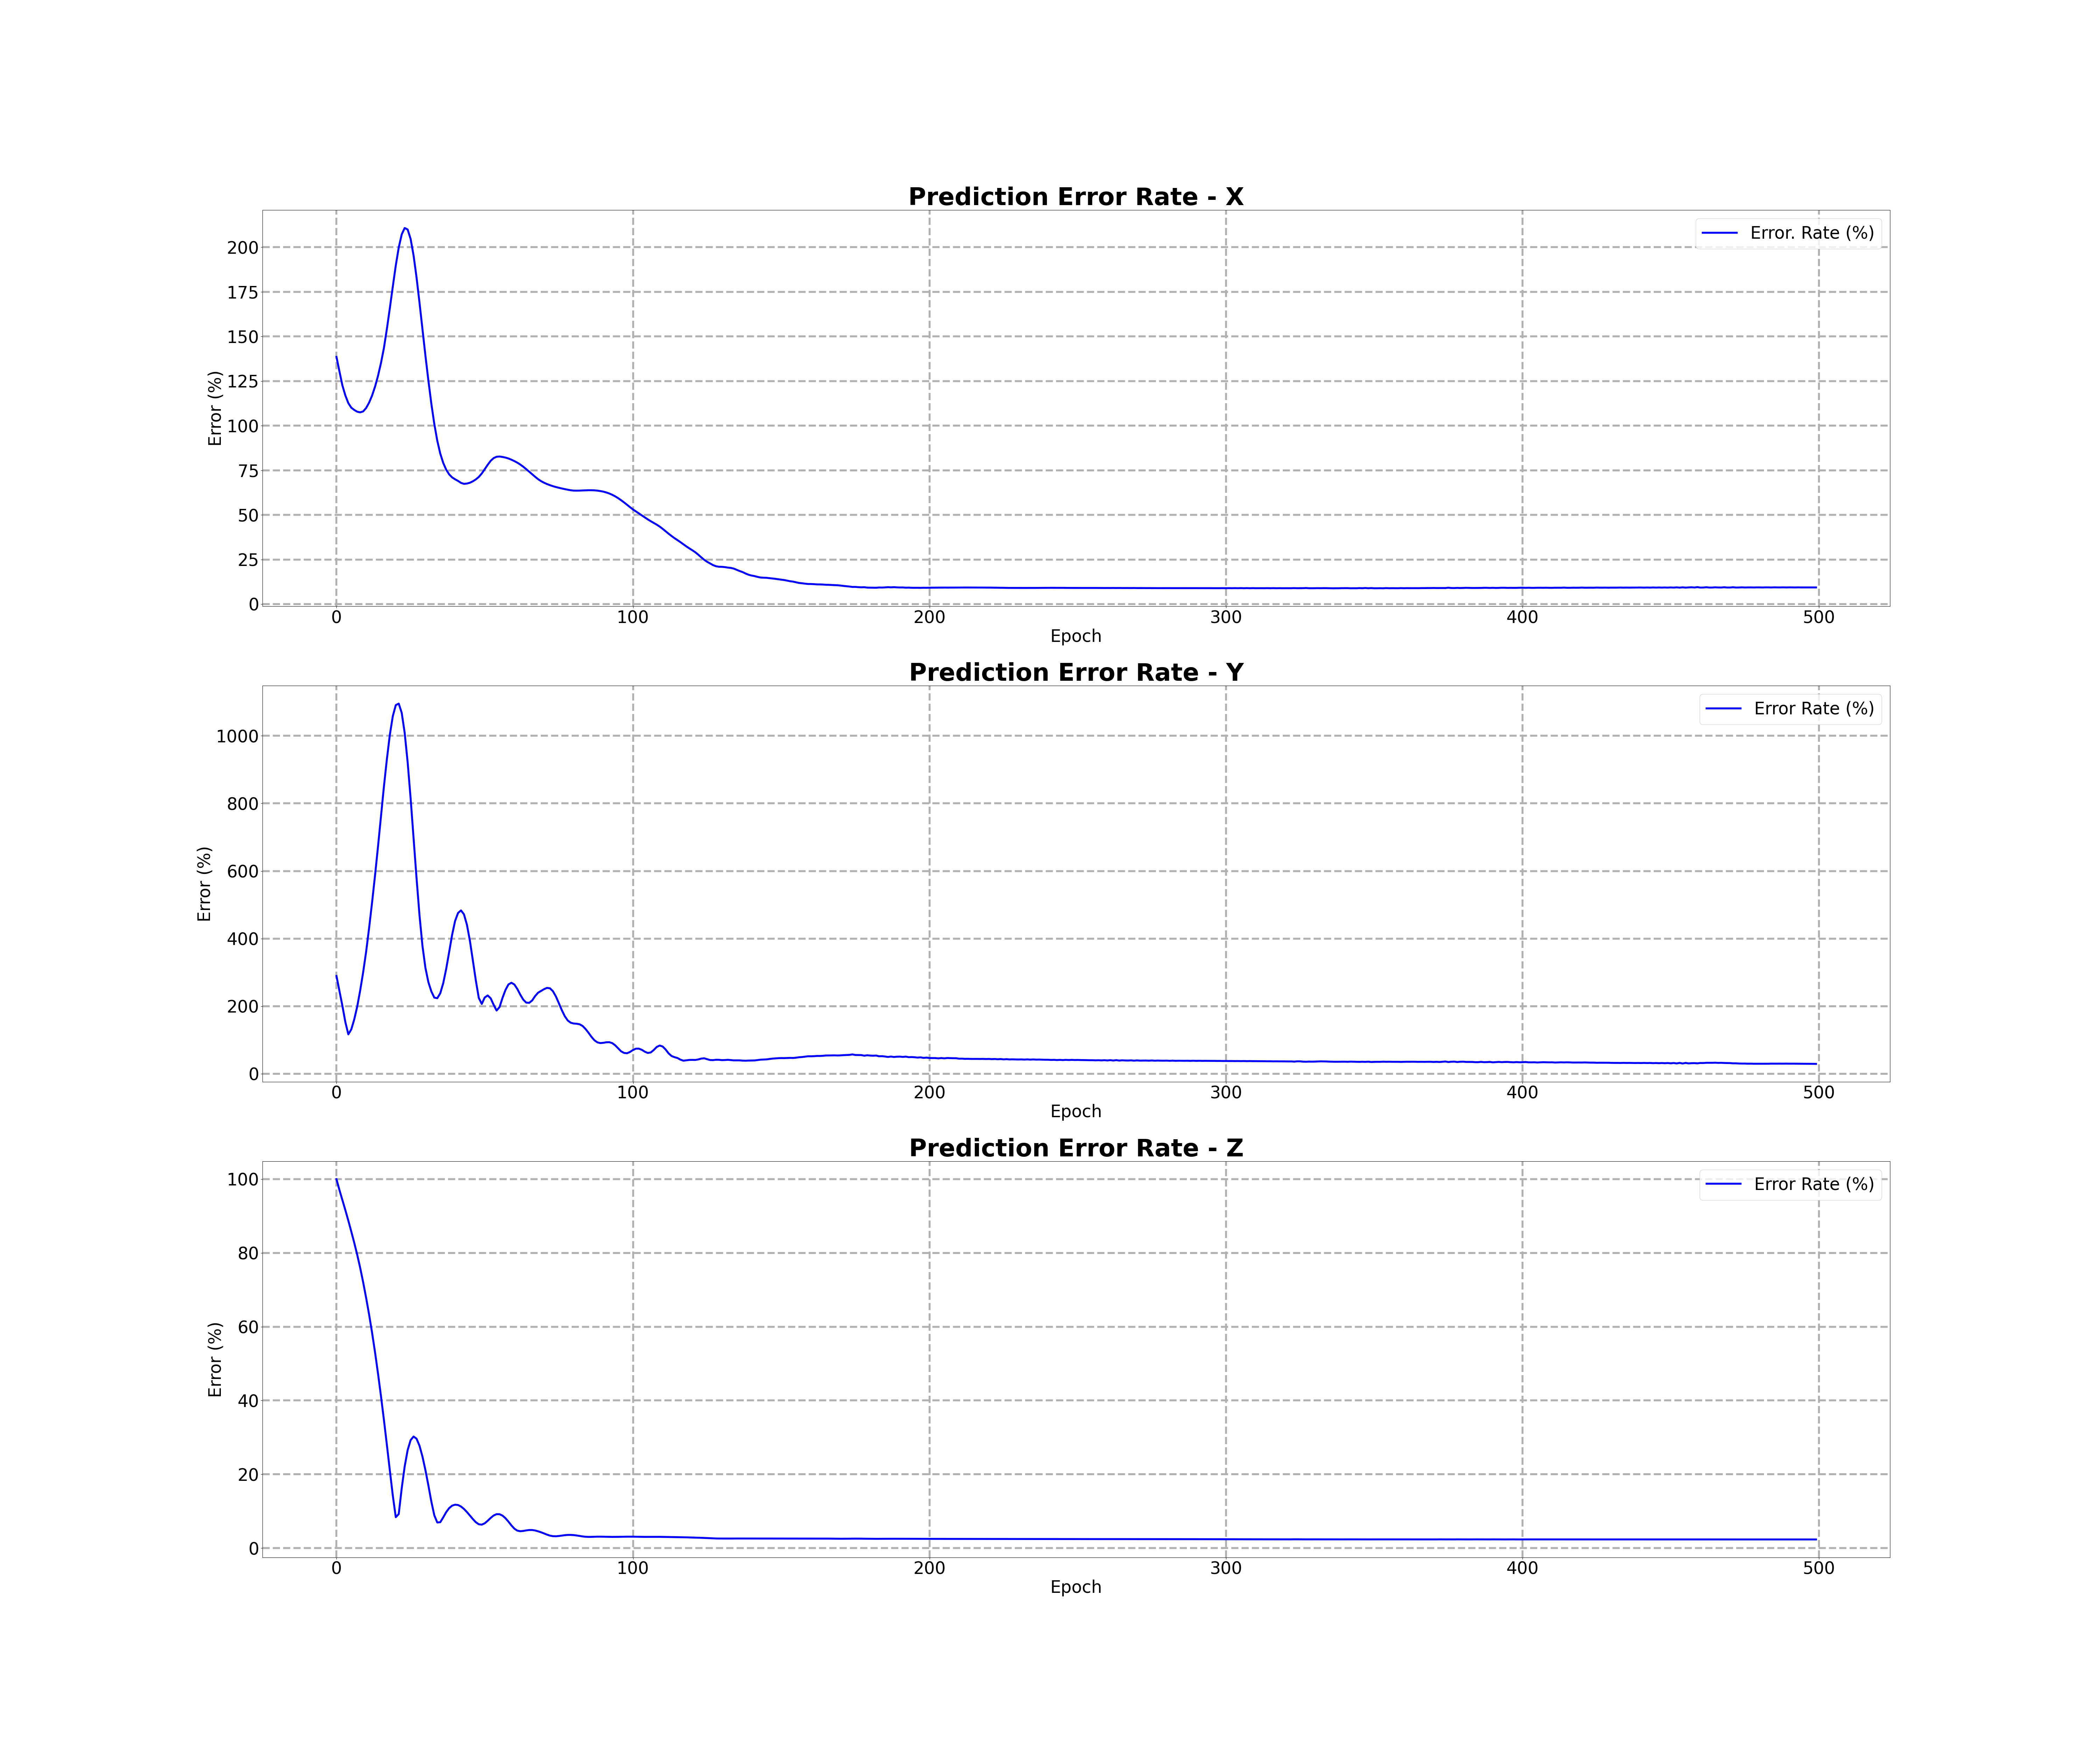 Prediction Error Rate - X
Error. Rate (%)
200
175
150
125
100
75
50
25
0
Error (%)
0 100 200 300 400 500
Epoch
Prediction Error Rate - Y
Error Rate (%)
1000
800
600
400
200
0
Error (%)
0 100 200 300 400 500
Epoch
Prediction Error Rate - Z
Error Rate (%)
100
80
60
40
20
0
Error (%)
0 100 200 300 400 500
Epoch